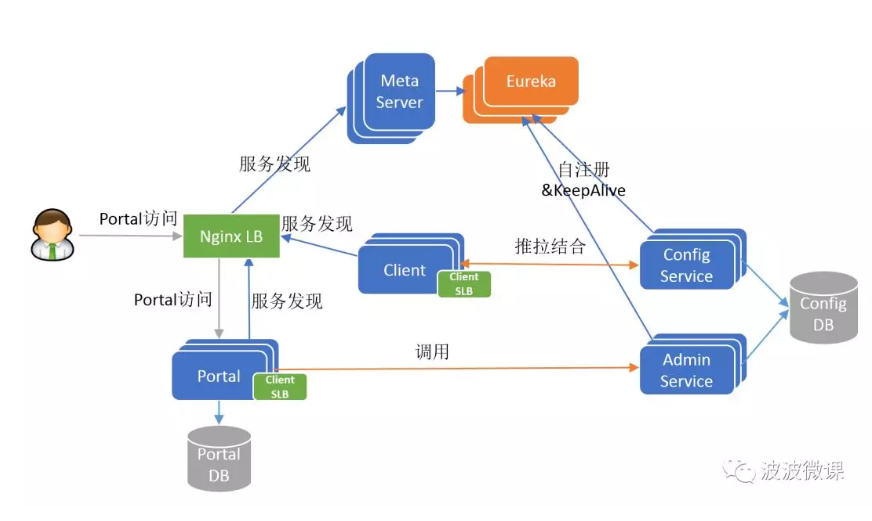 Meta
Server
Eureka
服务发现
自注册
&KeepAlive
Portal访问
Nginx LB
服务发现
推拉结合
Client
Client
SLB
Config
Service
Config
DB
Portal访问
服务发现
调用
Portal
Client
SLB
Admin
Service
Portal
DB
波波微课